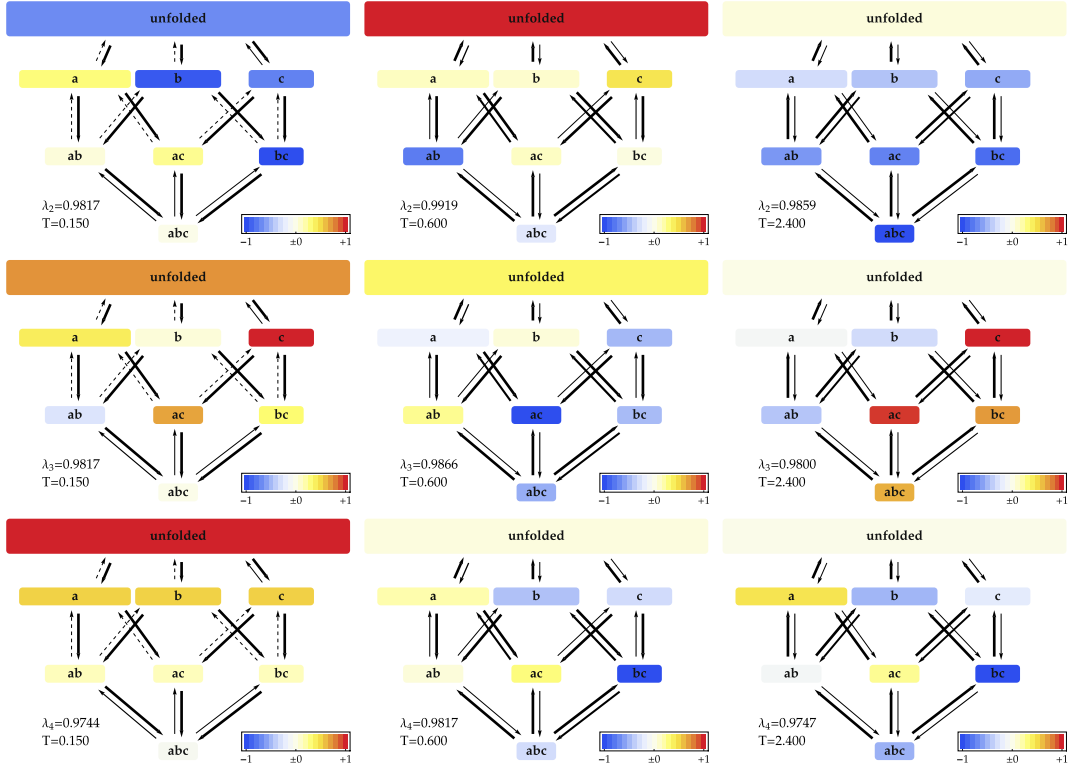 unfolded
a b c
ab ac bc
λ2=0.9817
T=0.150
abc
−1 ±0 +1
unfolded
a b c
ab ac bc
λ2=0.9919
T=0.600
abc
−1 ±0 +1
unfolded
a b c
ab ac bc
λ2=0.9859
T=2.400
abc
−1 ±0 +1
unfolded
a b c
ab ac bc
λ3=0.9817
T=0.150
abc
−1 ±0 +1
unfolded
a b c
ab ac bc
λ3=0.9866
T=0.600
abc
−1 ±0 +1
unfolded
a b c
ab ac bc
λ3=0.9800
T=2.400
abc
−1 ±0 +1
unfolded
a b c
ab ac bc
λ4=0.9744
T=0.150
abc
−1 ±0 +1
unfolded
a b c
ab ac bc
λ4=0.9817
T=0.600
abc
−1 ±0 +1
unfolded
a b c
ab ac bc
λ4=0.9747
T=2.400
abc
−1 ±0 +1